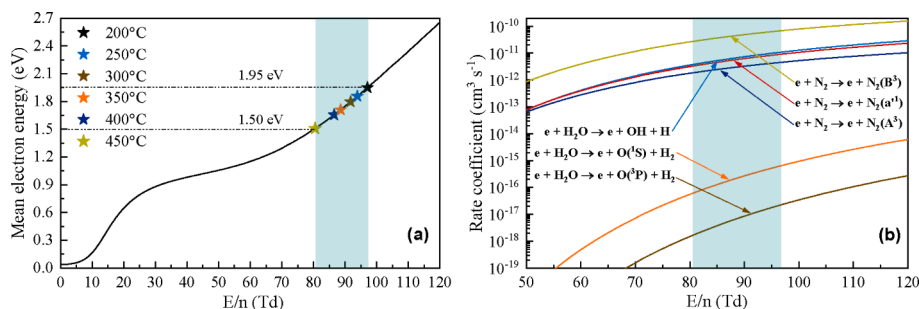 2.7
2.4
2.1
1.8
1.5
1.2
0.9
0.6
0.3
0.0
Mean electron energy (eV)
200°C
250°C
300°C
350°C
400°C
450°C
1.95 eV
1.50 eV
(a)
0 10 20 30 40 50 60 70 80 90 100 110 120
E/n (Td)
10⁻¹⁰
10⁻¹¹
10⁻¹²
10⁻¹³
10⁻¹⁴
10⁻¹⁵
10⁻¹⁶
10⁻¹⁷
10⁻¹⁸
10⁻¹⁹
Rate coefficient (cm³ s⁻¹)
e + N₂ → e + N₂(B³)
e + N₂ → e + N₂(a'¹)
e + N₂ → e + N₂(A³)
e + H₂O → e + OH + H
e + H₂O → e + O(¹S) + H₂
e + H₂O → e + O(³P) + H₂
(b)
50 60 70 80 90 100 110 120
E/n (Td)